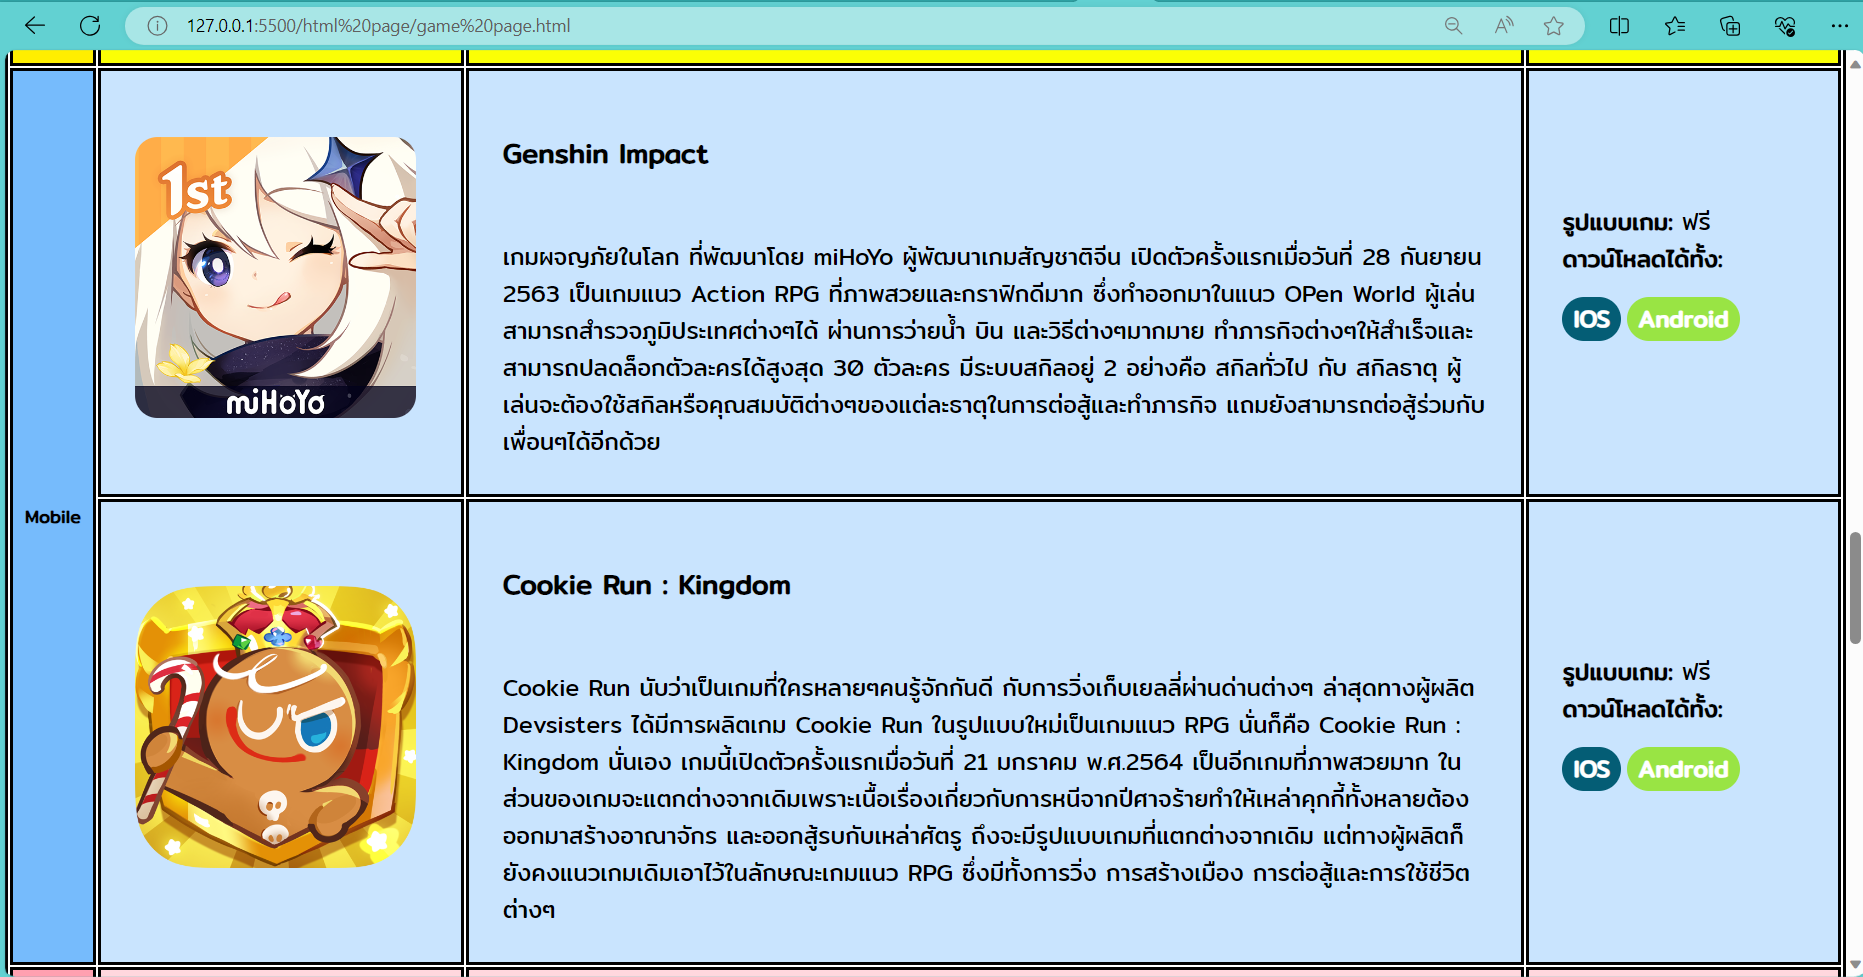 127.0.0.1:5500/html%20page/game%20page.html
Mobile
1st
miHoYo
Genshin Impact
เกมผจญภัยในโลก ที่พัฒนาโดย miHoYo ผู้พัฒนาเกมสัญชาติจีน เปิดตัวครั้งแรกเมื่อวันที่ 28 กันยายน
2563 เป็นเกมแนว Action RPG ที่ภาพสวยและกราฟิกดีมาก ซึ่งทำออกมาในแนว OPen World ผู้เล่น
สามารถสำรวจภูมิประเทศต่างๆได้ ผ่านการว่ายน้ำ บิน และวิธีต่างๆมากมาย ทำภารกิจต่างๆให้สำเร็จและ
สามารถปลดล็อกตัวละครได้สูงสุด 30 ตัวละคร มีระบบสกิลอยู่ 2 อย่างคือ สกิลทั่วไป กับ สกิลธาตุ ผู้
เล่นจะต้องใช้สกิลหรือคุณสมบัติต่างๆของแต่ละธาตุในการต่อสู้และทำภารกิจ แถมยังสามารถต่อสู้ร่วมกับ
เพื่อนๆได้อีกด้วย
รูปแบบเกม: ฟรี
ดาวน์โหลดได้ทั้ง:
IOS Android
Cookie Run : Kingdom
Cookie Run นับว่าเป็นเกมที่ใครหลายๆคนรู้จักกันดี กับการวิ่งเก็บเยลลี่ผ่านด่านต่างๆ ล่าสุดทางผู้ผลิต
Devsisters ได้มีการผลิตเกม Cookie Run ในรูปแบบใหม่เป็นเกมแนว RPG นั่นก็คือ Cookie Run :
Kingdom นั่นเอง เกมนี้เปิดตัวครั้งแรกเมื่อวันที่ 21 มกราคม พ.ศ.2564 เป็นอีกเกมที่ภาพสวยมาก ใน
ส่วนของเกมจะแตกต่างจากเดิมเพราะเนื้อเรื่องเกี่ยวกับการหนีจากปีศาจร้ายทำให้เหล่าคุกกี้ทั้งหลายต้อง
ออกมาสร้างอาณาจักร และออกสู้รบกับเหล่าศัตรู ถึงจะมีรูปแบบเกมที่แตกต่างจากเดิม แต่ทางผู้ผลิตก็
ยังคงแนวเกมเดิมเอาไว้ในลักษณะเกมแนว RPG ซึ่งมีทั้งการวิ่ง การสร้างเมือง การต่อสู้และการใช้ชีวิต
ต่างๆ
รูปแบบเกม: ฟรี
ดาวน์โหลดได้ทั้ง:
IOS Android